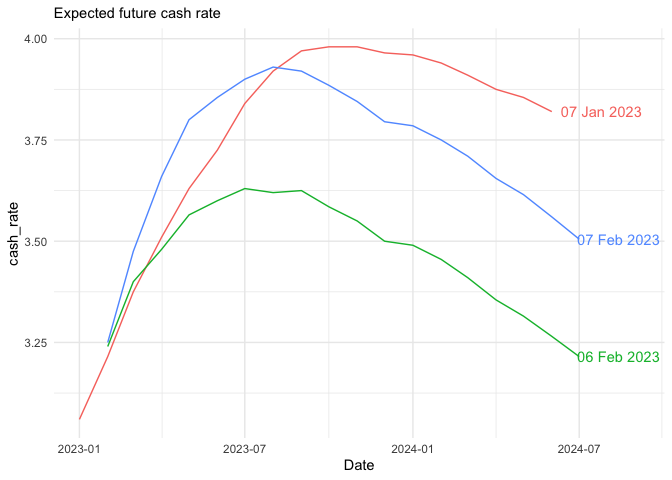 Expected future cash rate
4.00
3.75
3.50
3.25
cash_rate
07 Jan 2023
07 Feb 2023
06 Feb 2023
2023-01
2023-07
2024-01
2024-07
Date